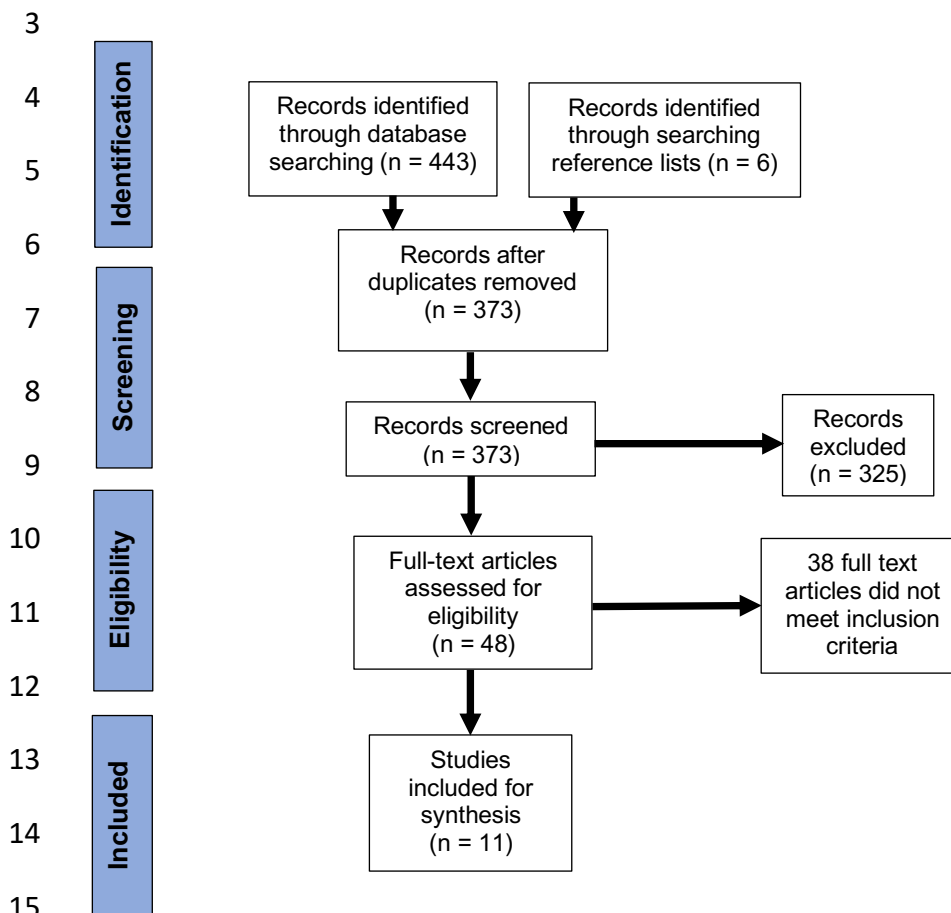 3
4
5
6
7
8
9
10
11
12
13
14
15
Identification
Screening
Eligibility
Included
Records identified
through database
searching (n = 443)
Records identified
through searching
reference lists (n = 6)
Records after
duplicates removed
(n = 373)
Records screened
(n = 373)
Records
excluded
(n = 325)
Full-text articles
assessed for
eligibility
(n = 48)
38 full text
articles did not
meet inclusion
criteria
Studies
included for
synthesis
(n = 11)